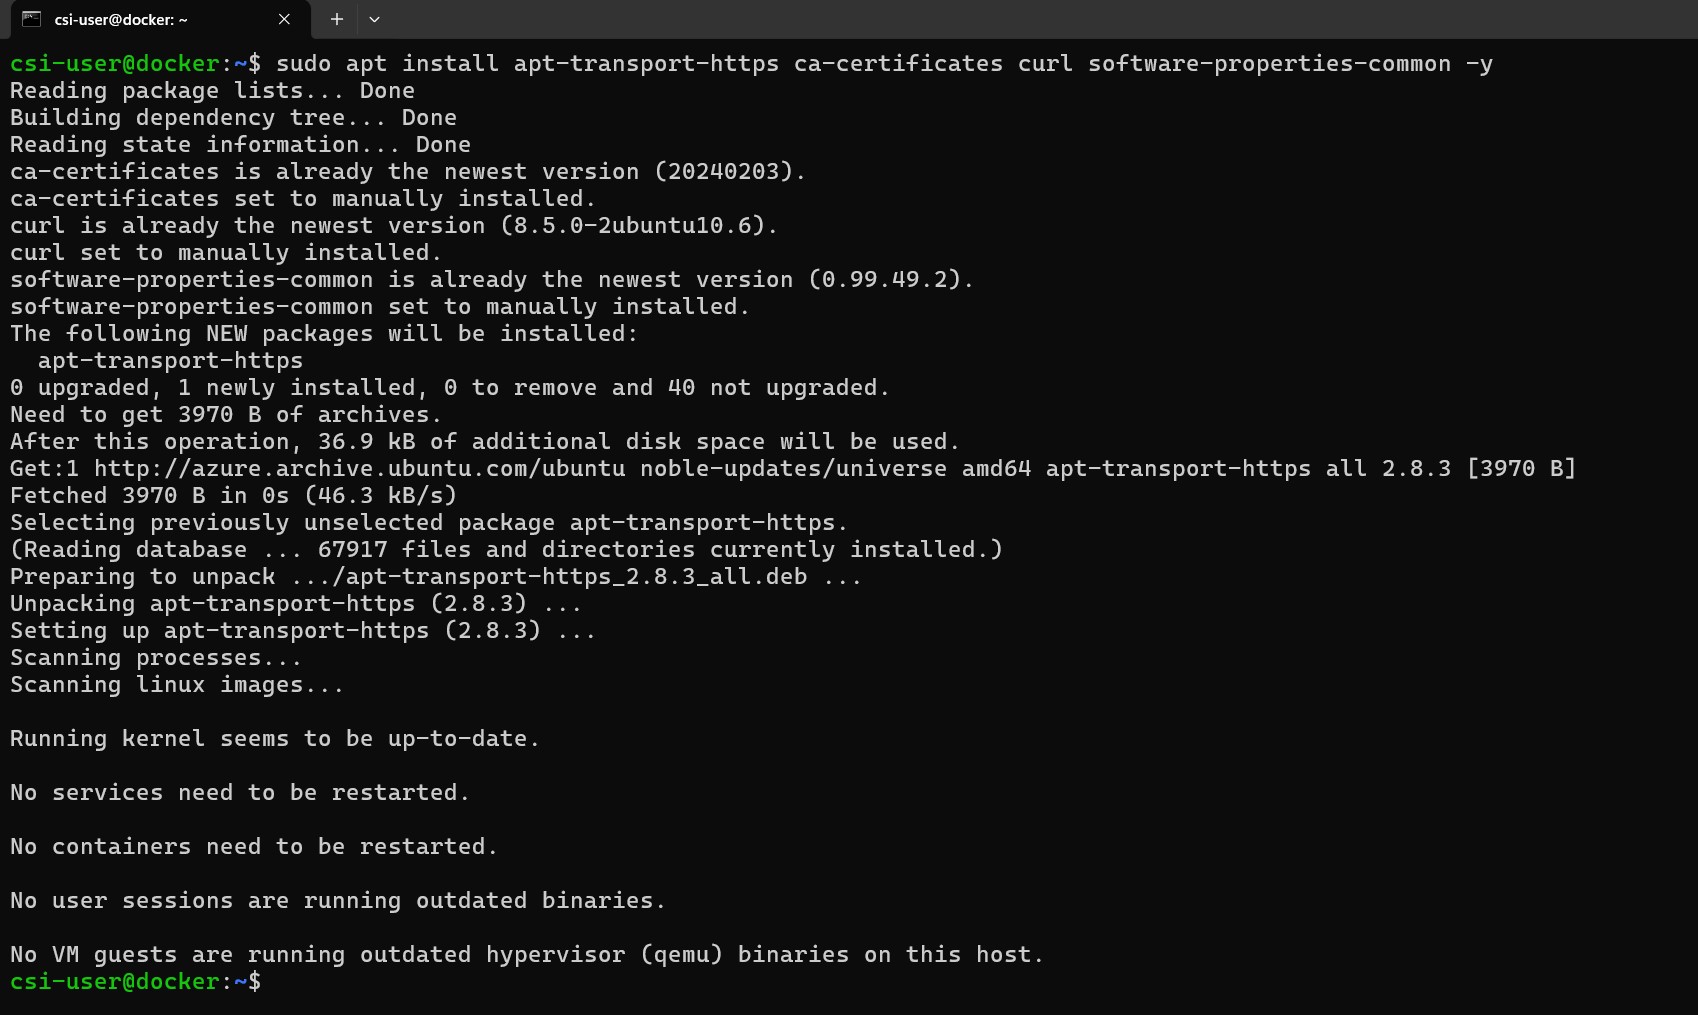 csi-user@docker: ~
csi-user@docker:~$ sudo apt install apt-transport-https ca-certificates curl software-properties-common -y
Reading package lists... Done
Building dependency tree... Done
Reading state information... Done
ca-certificates is already the newest version (20240203).
ca-certificates set to manually installed.
curl is already the newest version (8.5.0-2ubuntu10.6).
curl set to manually installed.
software-properties-common is already the newest version (0.99.49.2).
software-properties-common set to manually installed.
The following NEW packages will be installed:
  apt-transport-https
0 upgraded, 1 newly installed, 0 to remove and 40 not upgraded.
Need to get 3970 B of archives.
After this operation, 36.9 kB of additional disk space will be used.
Get:1 http://azure.archive.ubuntu.com/ubuntu noble-updates/universe amd64 apt-transport-https all 2.8.3 [3970 B]
Fetched 3970 B in 0s (46.3 kB/s)
Selecting previously unselected package apt-transport-https.
(Reading database ... 67917 files and directories currently installed.)
Preparing to unpack .../apt-transport-https_2.8.3_all.deb ...
Unpacking apt-transport-https (2.8.3) ...
Setting up apt-transport-https (2.8.3) ...
Scanning processes...
Scanning linux images...

Running kernel seems to be up-to-date.

No services need to be restarted.

No containers need to be restarted.

No user sessions are running outdated binaries.

No VM guests are running outdated hypervisor (qemu) binaries on this host.
csi-user@docker:~$